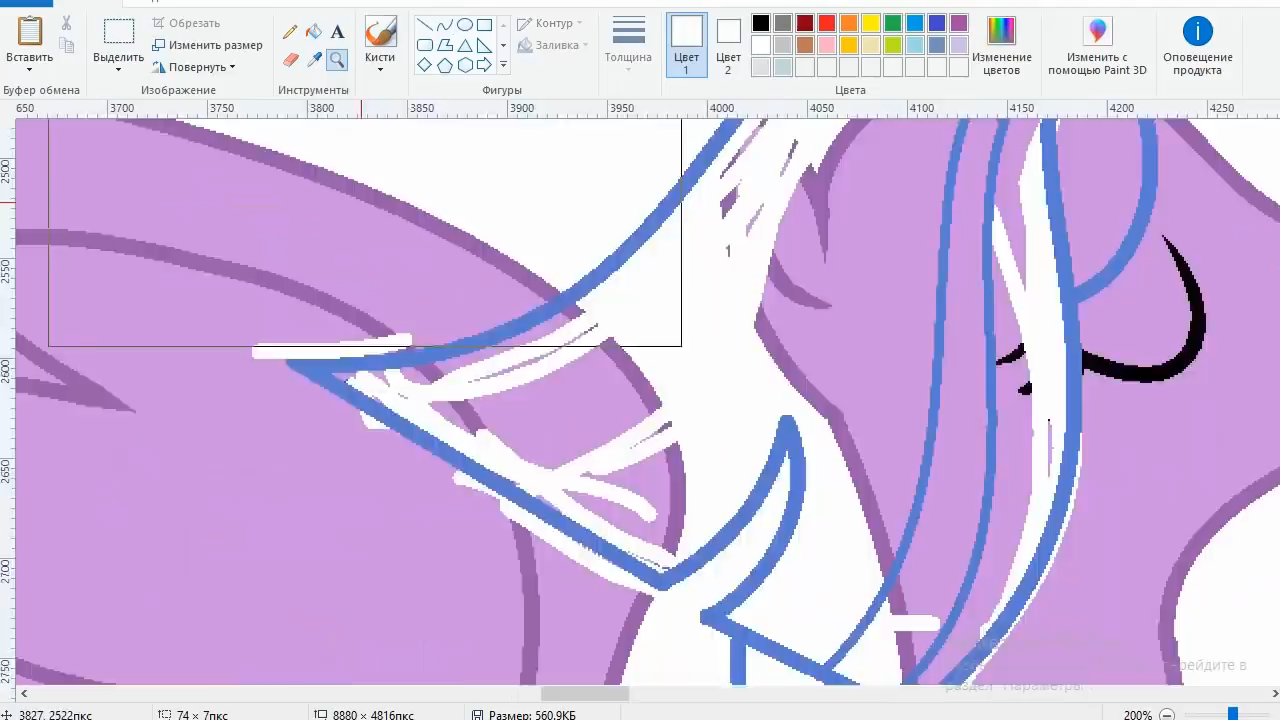 Вставить
Выделить
Обрезать
Изменить размер
Повернуть
A
Кисти
Контур
Заливка
Толщина
Цвет
1
Цвет
2
Изменение
цветов
Изменить с
помощью Paint 3D
Оповещение
продукта
Буфер обмена
Изображение
Инструменты
Фигуры
Цвета
650 3700 3750 3800 3850 3900 3950 4000 4050 4100 4150 4200 4250
2500
2550
2600
2650
2700
2750
рейдите в
раздел "Параметры.
3827, 2522пкс
74 × 7пкс
8880 × 4816пкс
Размер: 560.9КБ
200%